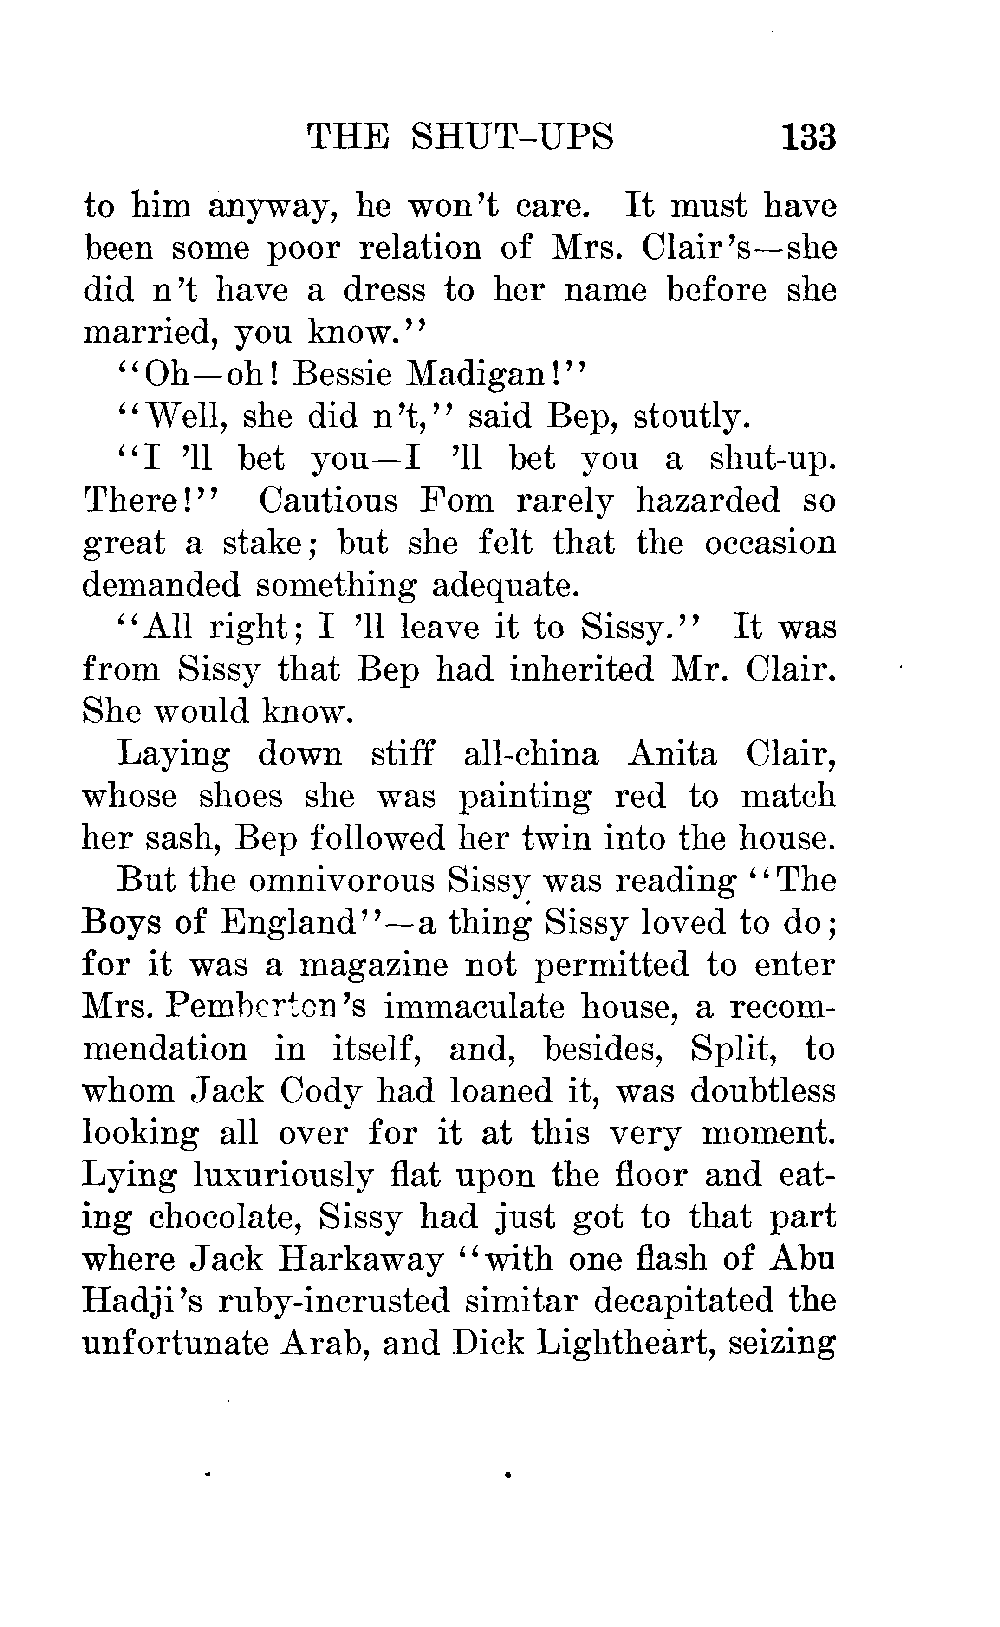 THE SHUT-UPS 133
to him anyway, he won't care. It must have
been some poor relation of Mrs. Clair's—she
did n't have a dress to her name before she
married, you know."
"Oh—oh! Bessie Madigan!"
"Well, she did n't," said Bep, stoutly.
"I 'll bet you—I 'll bet you a shut-up.
There!" Cautious Fom rarely hazarded so
great a stake; but she felt that the occasion
demanded something adequate.
"All right; I 'll leave it to Sissy." It was
from Sissy that Bep had inherited Mr. Clair.
She would know.
Laying down stiff all-china Anita Clair,
whose shoes she was painting red to match
her sash, Bep followed her twin into the house.
But the omnivorous Sissy was reading "The
Boys of England"—a thing Sissy loved to do;
for it was a magazine not permitted to enter
Mrs. Pemberton's immaculate house, a recom-
mendation in itself, and, besides, Split, to
whom Jack Cody had loaned it, was doubtless
looking all over for it at this very moment.
Lying luxuriously flat upon the floor and eat-
ing chocolate, Sissy had just got to that part
where Jack Harkaway "with one flash of Abu
Hadji's ruby-incrusted simitar decapitated the
unfortunate Arab, and Dick Lightheart, seizing